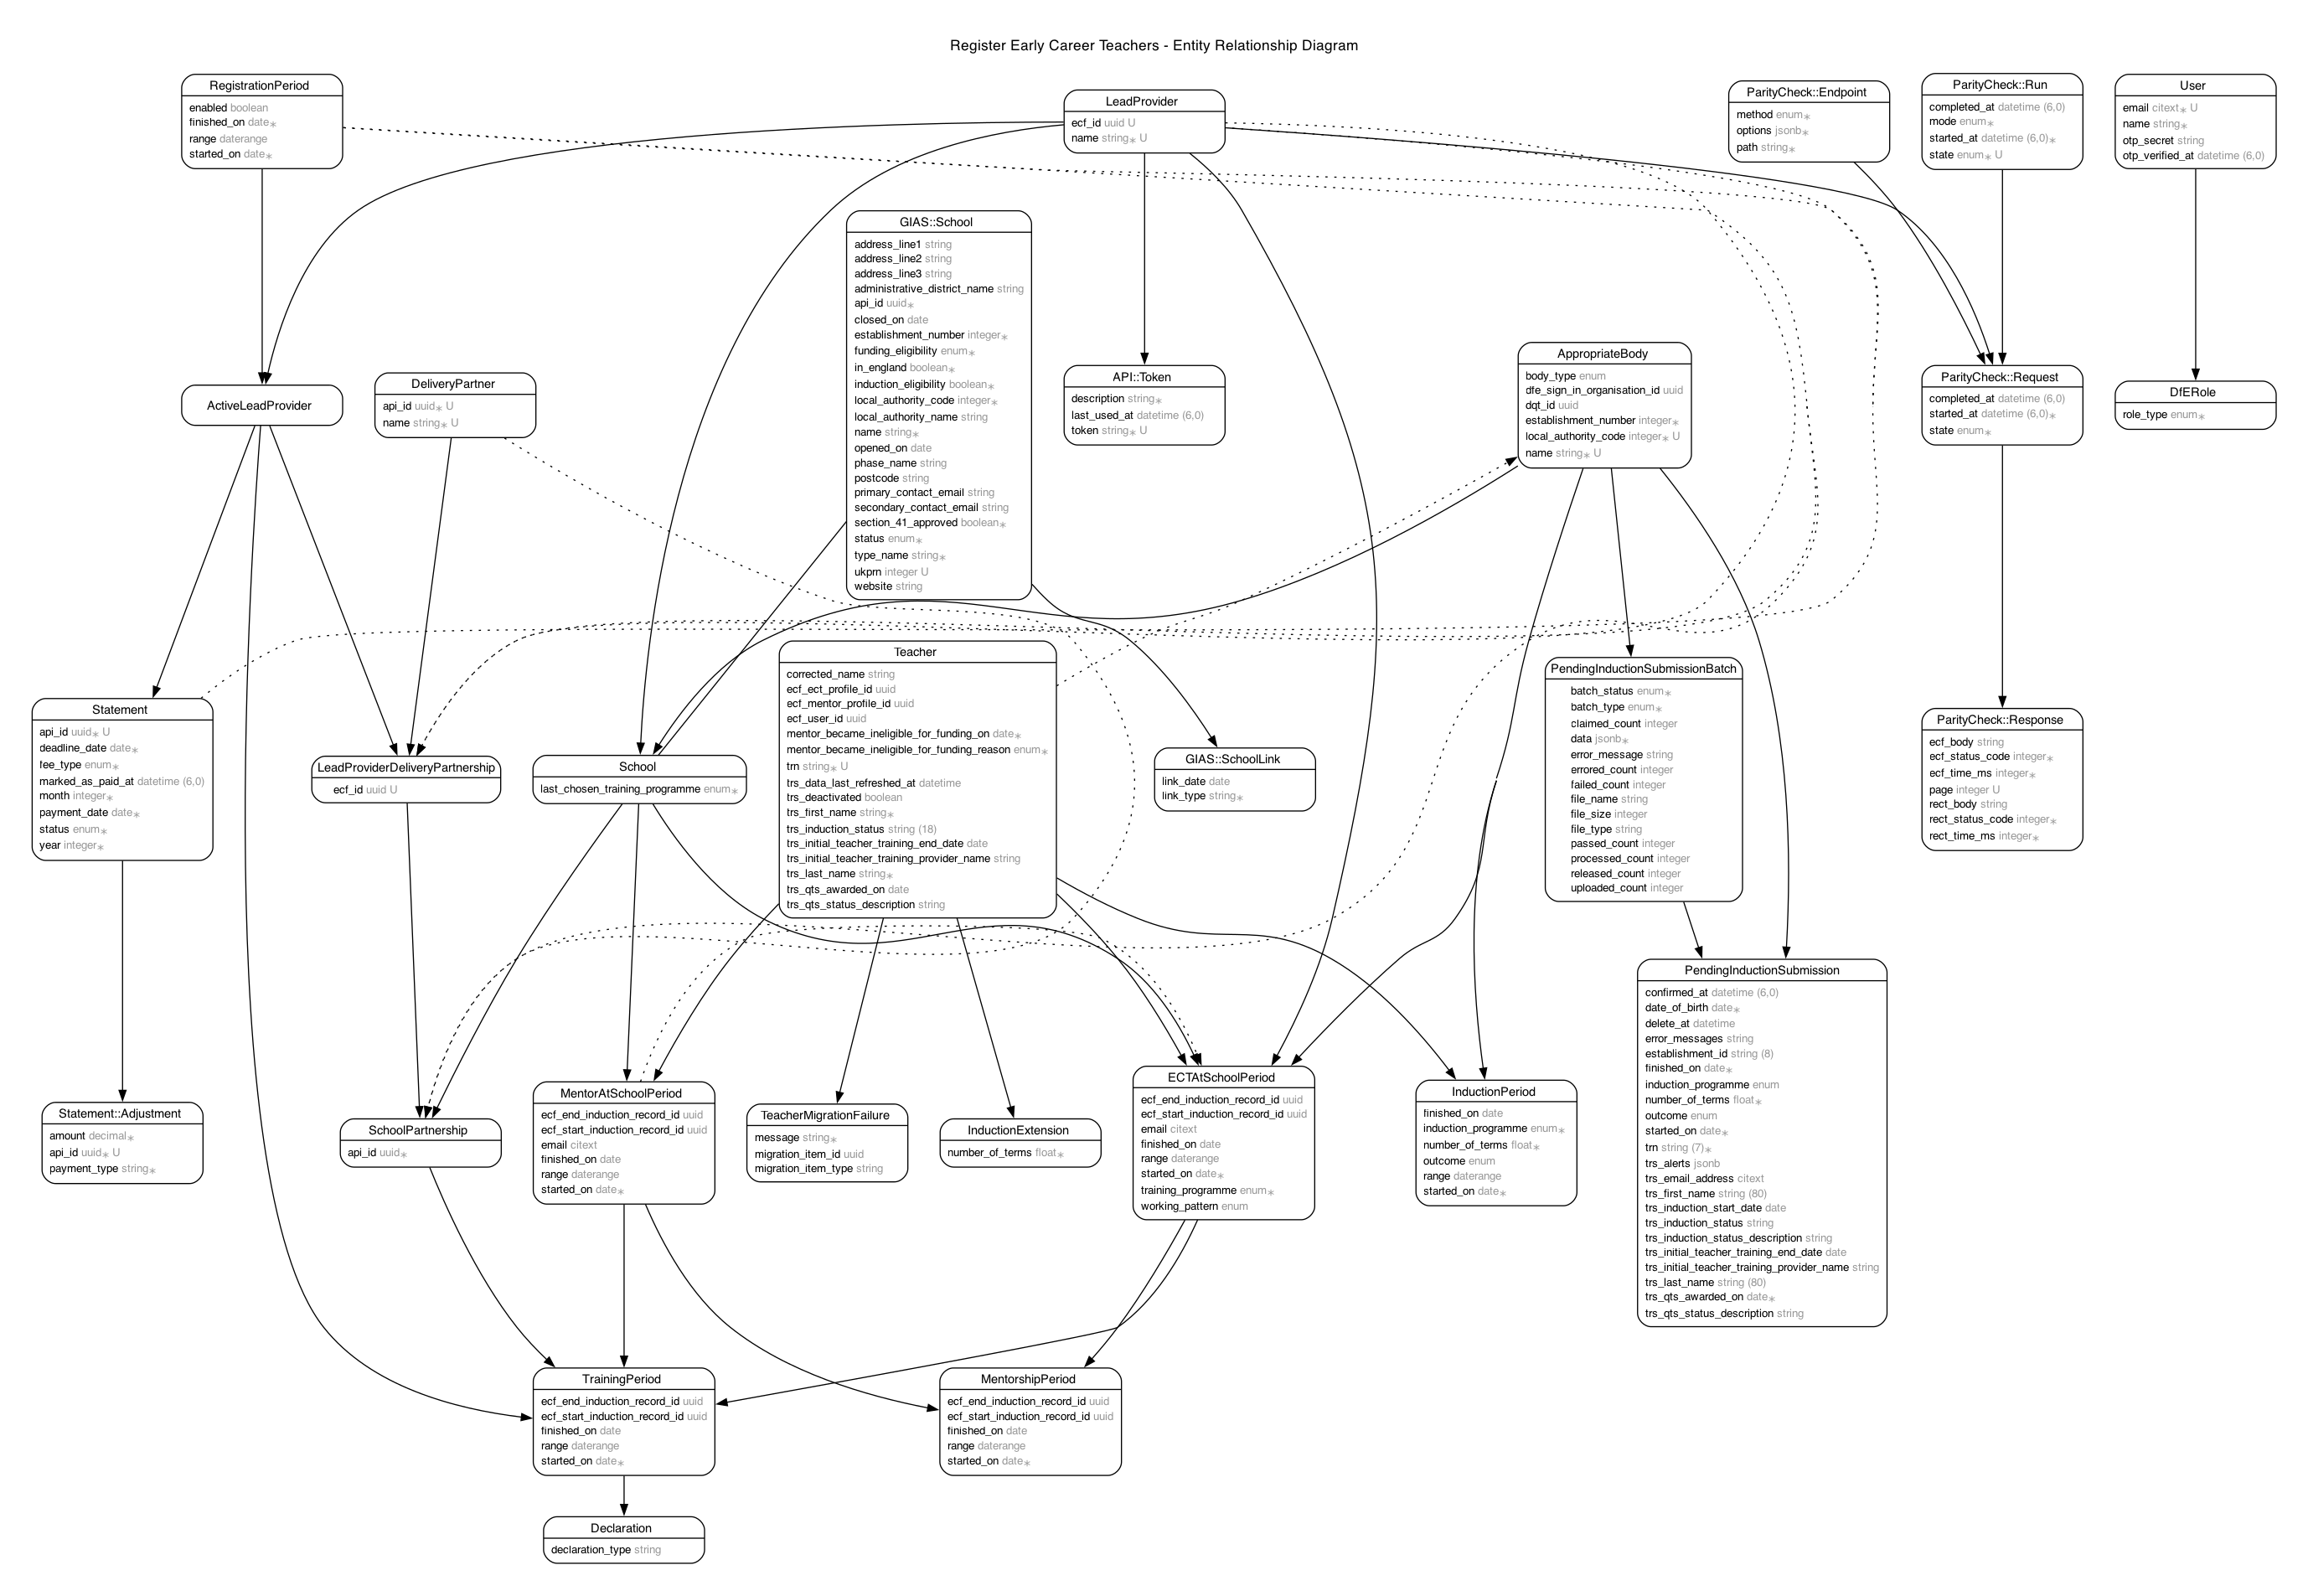 Register Early Career Teachers - Entity Relationship Diagram
RegistrationPeriod
enabled boolean
finished_on date∗
range daterange
started_on date∗
LeadProvider
ecf_id uuid U
name string∗ U
ParityCheck::Endpoint
method enum∗
options jsonb∗
path string∗
ParityCheck::Run
completed_at datetime (6,0)
mode enum∗
started_at datetime (6,0)∗
state enum∗ U
User
email citext∗ U
name string∗
otp_secret string
otp_verified_at datetime (6,0)
GIAS::School
address_line1 string
address_line2 string
address_line3 string
administrative_district_name string
api_id uuid∗
closed_on date
establishment_number integer∗
funding_eligibility enum∗
in_england boolean∗
induction_eligibility boolean∗
local_authority_code integer∗
local_authority_name string
name string∗
opened_on date
phase_name string
postcode string
primary_contact_email string
secondary_contact_email string
section_41_approved boolean∗
status enum∗
type_name string∗
ukprn integer U
website string
ActiveLeadProvider
DeliveryPartner
api_id uuid∗ U
name string∗ U
API::Token
description string∗
last_used_at datetime (6,0)
token string∗ U
AppropriateBody
body_type enum
dfe_sign_in_organisation_id uuid
dqt_id uuid
establishment_number integer∗
local_authority_code integer∗ U
name string∗ U
ParityCheck::Request
completed_at datetime (6,0)
started_at datetime (6,0)∗
state enum∗
DfERole
role_type enum∗
Statement
api_id uuid∗ U
deadline_date date∗
fee_type enum∗
marked_as_paid_at datetime (6,0)
month integer∗
payment_date date∗
status enum∗
year integer∗
LeadProviderDeliveryPartnership
ecf_id uuid U
School
last_chosen_training_programme enum∗
Teacher
corrected_name string
ecf_ect_profile_id uuid
ecf_mentor_profile_id uuid
ecf_user_id uuid
mentor_became_ineligible_for_funding_on date∗
mentor_became_ineligible_for_funding_reason enum∗
trn string∗ U
trs_data_last_refreshed_at datetime
trs_deactivated boolean
trs_first_name string∗
trs_induction_status string (18)
trs_initial_teacher_training_end_date date
trs_initial_teacher_training_provider_name string
trs_last_name string∗
trs_qts_awarded_on date
trs_qts_status_description string
GIAS::SchoolLink
link_date date
link_type string∗
PendingInductionSubmissionBatch
batch_status enum∗
batch_type enum∗
claimed_count integer
data jsonb∗
error_message string
errored_count integer
failed_count integer
file_name string
file_size integer
file_type string
passed_count integer
processed_count integer
released_count integer
uploaded_count integer
ParityCheck::Response
ecf_body string
ecf_status_code integer∗
ecf_time_ms integer∗
page integer U
rect_body string
rect_status_code integer∗
rect_time_ms integer∗
Statement::Adjustment
amount decimal∗
api_id uuid∗ U
payment_type string∗
SchoolPartnership
api_id uuid∗
MentorAtSchoolPeriod
ecf_end_induction_record_id uuid
ecf_start_induction_record_id uuid
email citext
finished_on date
range daterange
started_on date∗
TeacherMigrationFailure
message string∗
migration_item_id uuid
migration_item_type string
InductionExtension
number_of_terms float∗
ECTAtSchoolPeriod
ecf_end_induction_record_id uuid
ecf_start_induction_record_id uuid
email citext
finished_on date
range daterange
started_on date∗
training_programme enum∗
working_pattern enum
InductionPeriod
finished_on date
induction_programme enum∗
number_of_terms float∗
outcome enum
range daterange
started_on date∗
PendingInductionSubmission
confirmed_at datetime (6,0)
date_of_birth date∗
delete_at datetime
error_messages string
establishment_id string (8)
finished_on date∗
induction_programme enum
number_of_terms float∗
outcome enum
started_on date∗
trn string (7)∗
trs_alerts jsonb
trs_email_address citext
trs_first_name string (80)
trs_induction_start_date date
trs_induction_status string
trs_induction_status_description string
trs_initial_teacher_training_end_date date
trs_initial_teacher_training_provider_name string
trs_last_name string (80)
trs_qts_awarded_on date∗
trs_qts_status_description string
TrainingPeriod
ecf_end_induction_record_id uuid
ecf_start_induction_record_id uuid
finished_on date
range daterange
started_on date∗
MentorshipPeriod
ecf_end_induction_record_id uuid
ecf_start_induction_record_id uuid
finished_on date
range daterange
started_on date∗
Declaration
declaration_type string